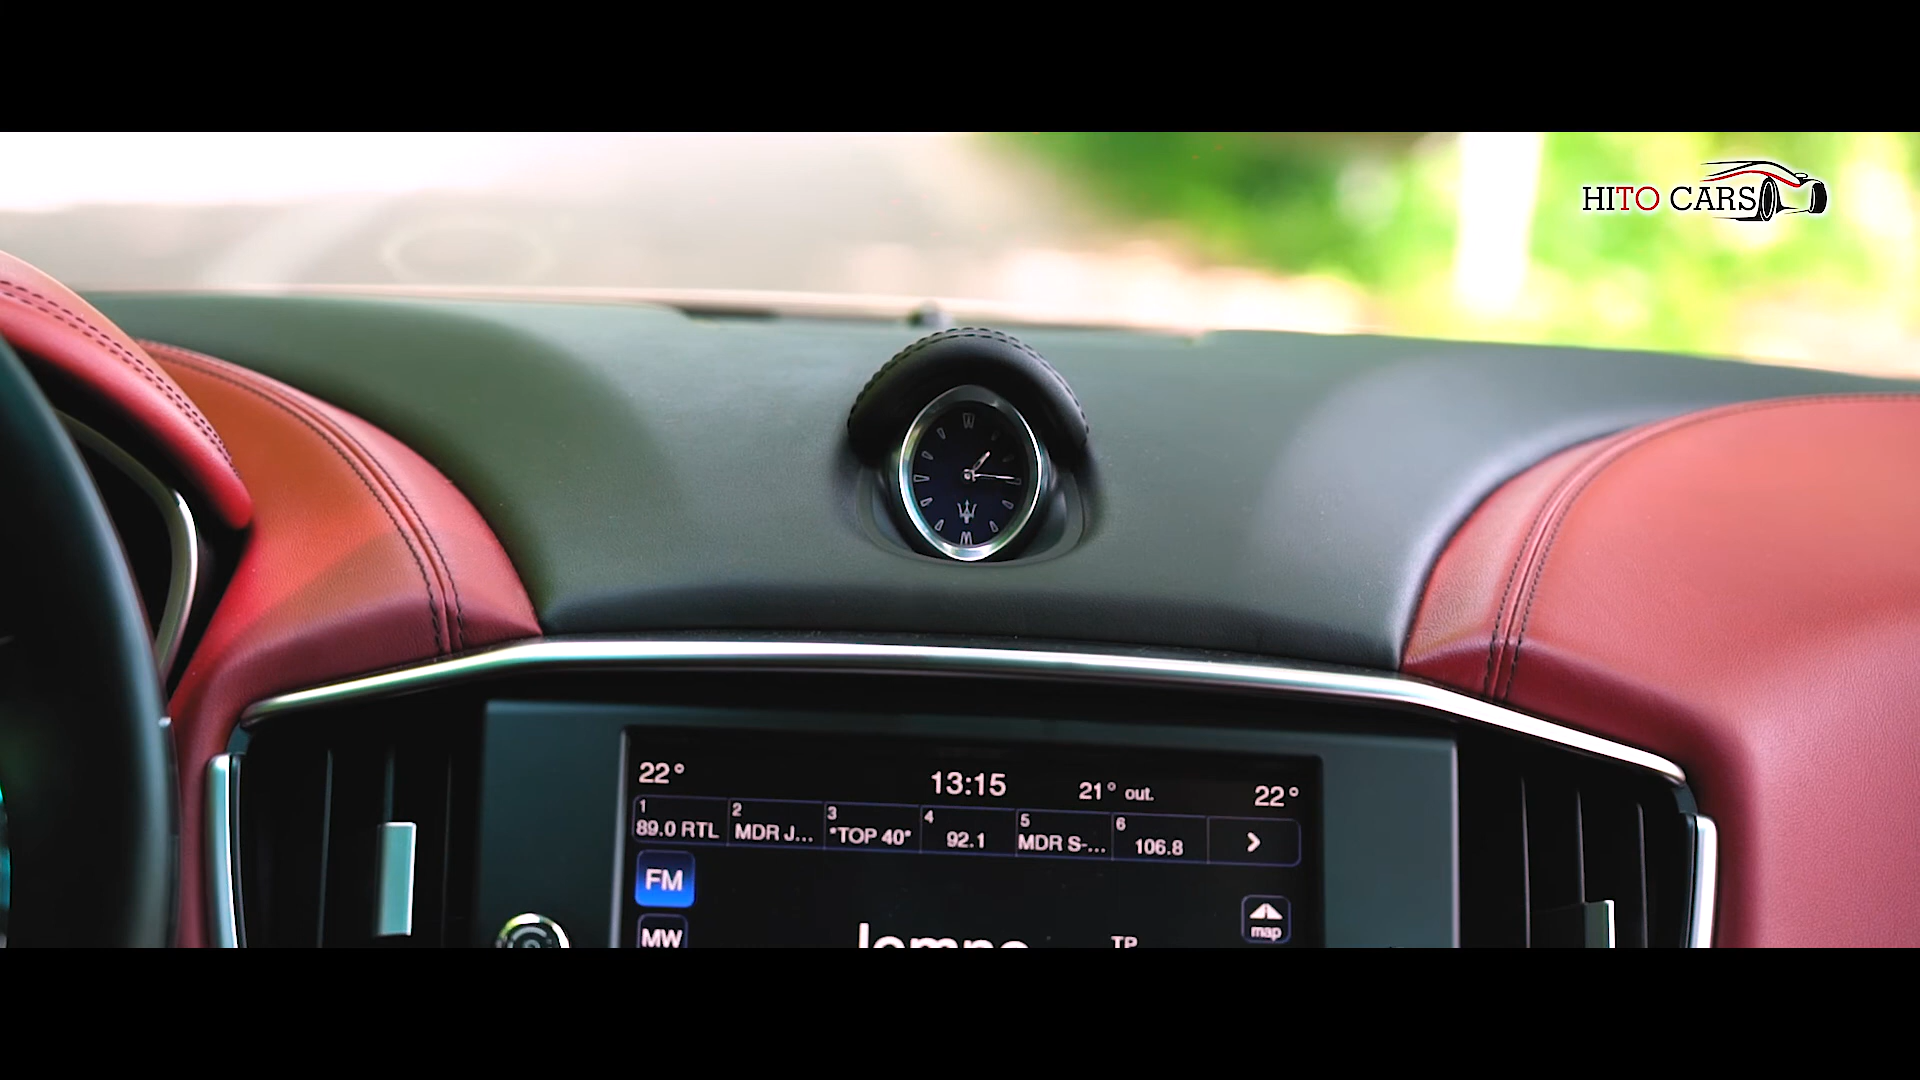 HITO CARS
22° 13:15 21° out. 22°
1 2 3 4 5 6
89.0 RTL MDR J... *TOP 40* 92.1 MDR S-... 106.8
FM
map
MW TP